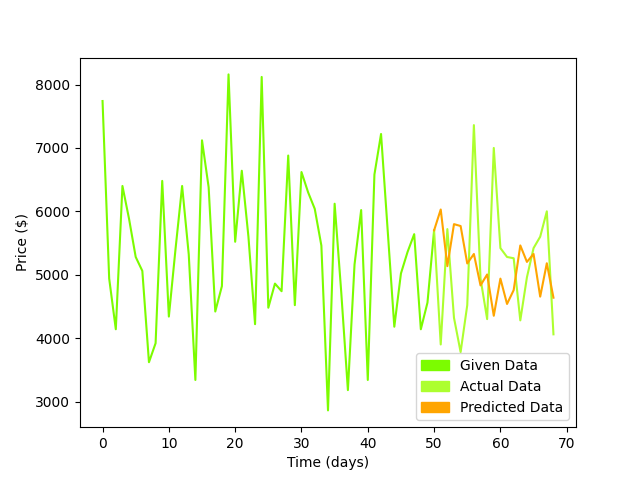 8000
7000
6000
5000
4000
3000
Price ($)
0 10 20 30 40 50 60 70
Time (days)
Given Data
Actual Data
Predicted Data